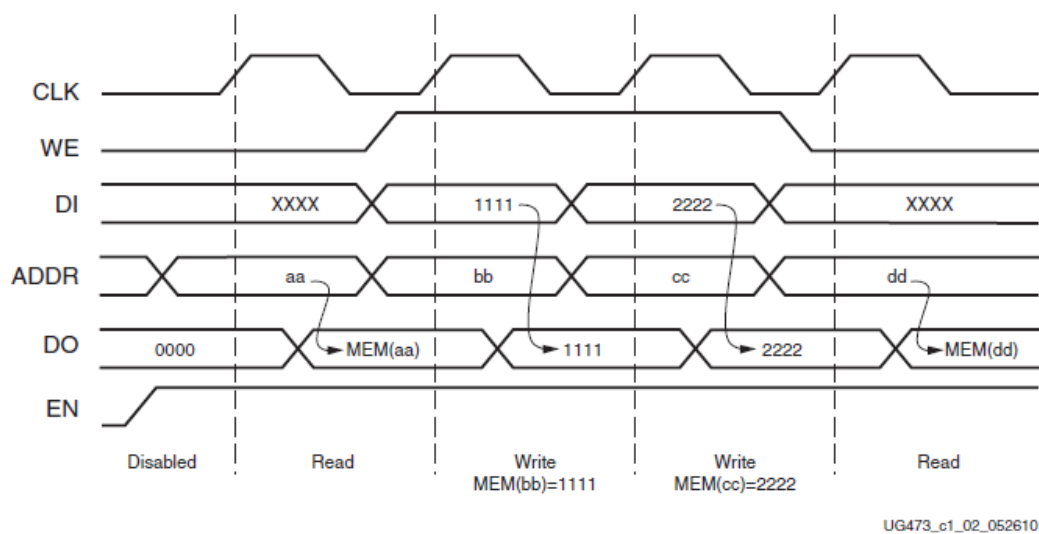 CLK
WE
DI XXXX 1111 2222 XXXX
ADDR aa bb cc dd
DO 0000 MEM(aa) 1111 2222 MEM(dd)
EN
Disabled Read Write Write Read
MEM(bb)=1111 MEM(cc)=2222
UG473_c1_02_052610